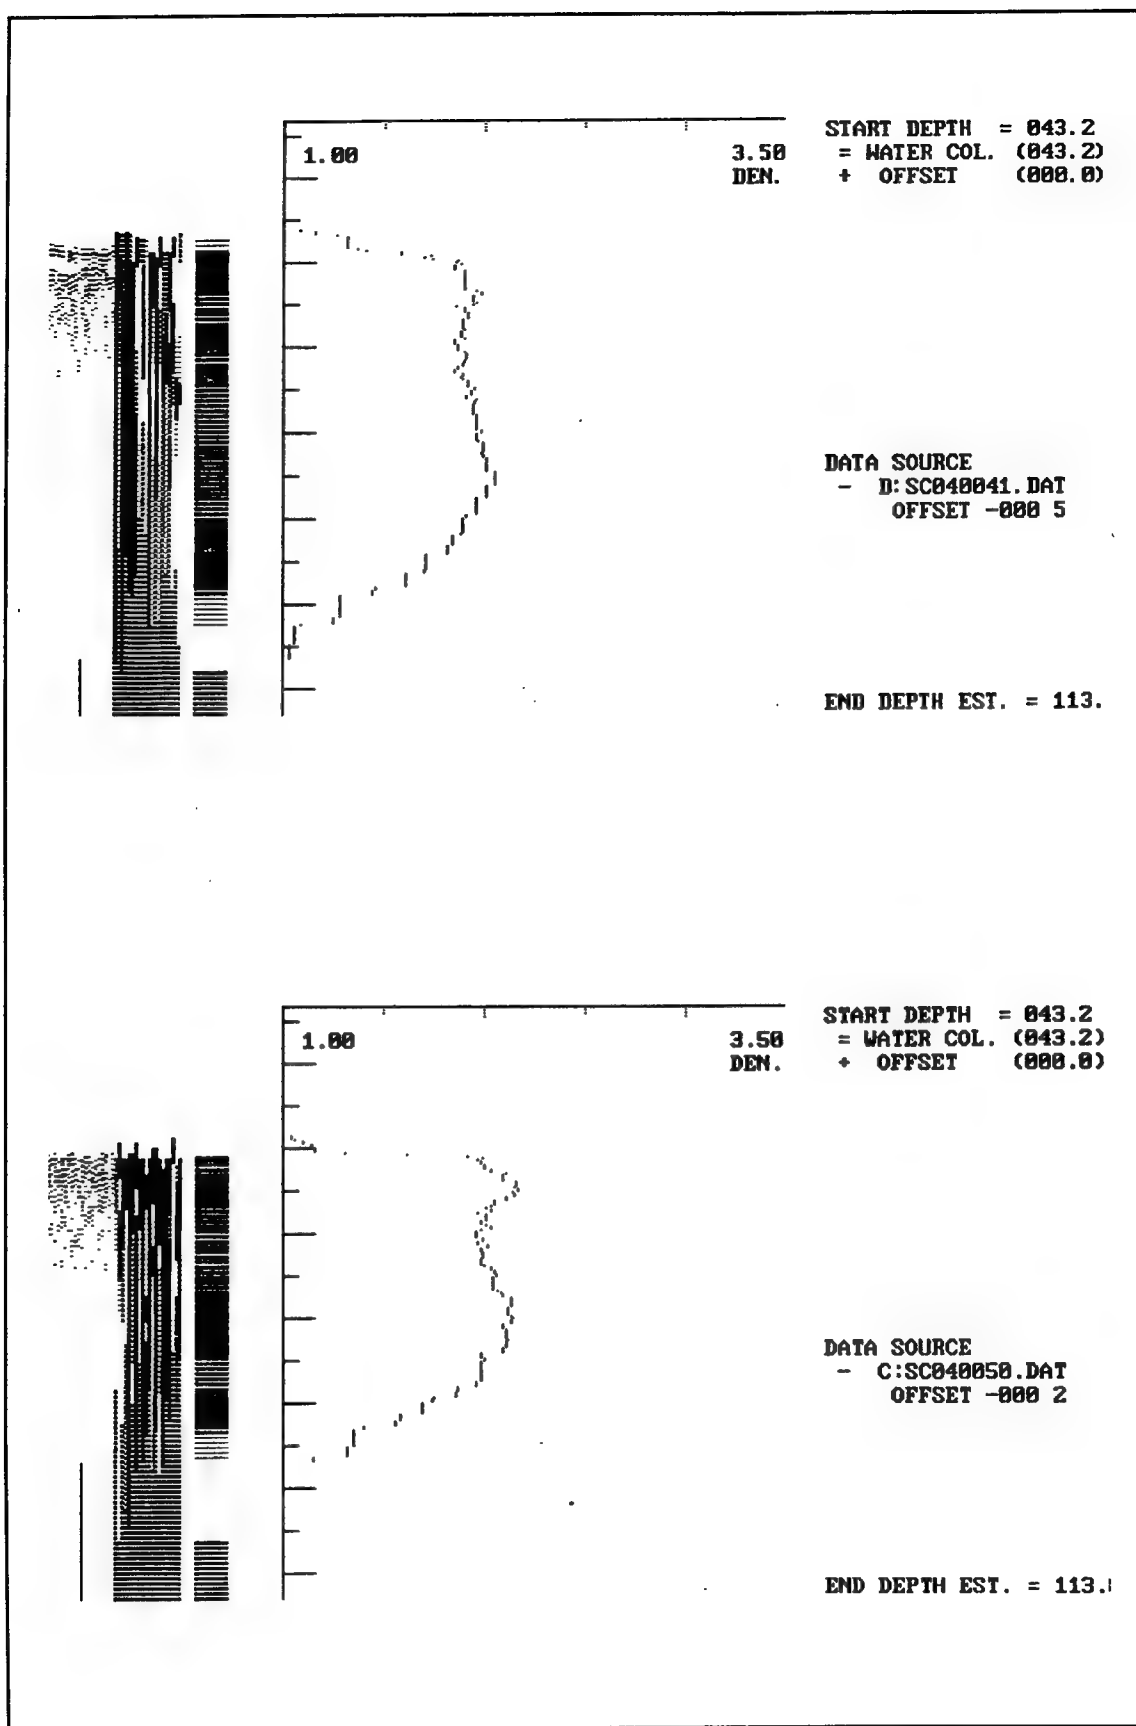 START DEPTH = 043.2
1.00 3.50 = WATER COL. (043.2)
DEN. + OFFSET (000.0)
DATA SOURCE
- D:SC040041.DAT
OFFSET -000 5
END DEPTH EST. = 113.
START DEPTH = 043.2
1.00 3.50 = WATER COL. (043.2)
DEN. + OFFSET (000.0)
DATA SOURCE
- C:SC040050.DAT
OFFSET -000 2
END DEPTH EST. = 113.